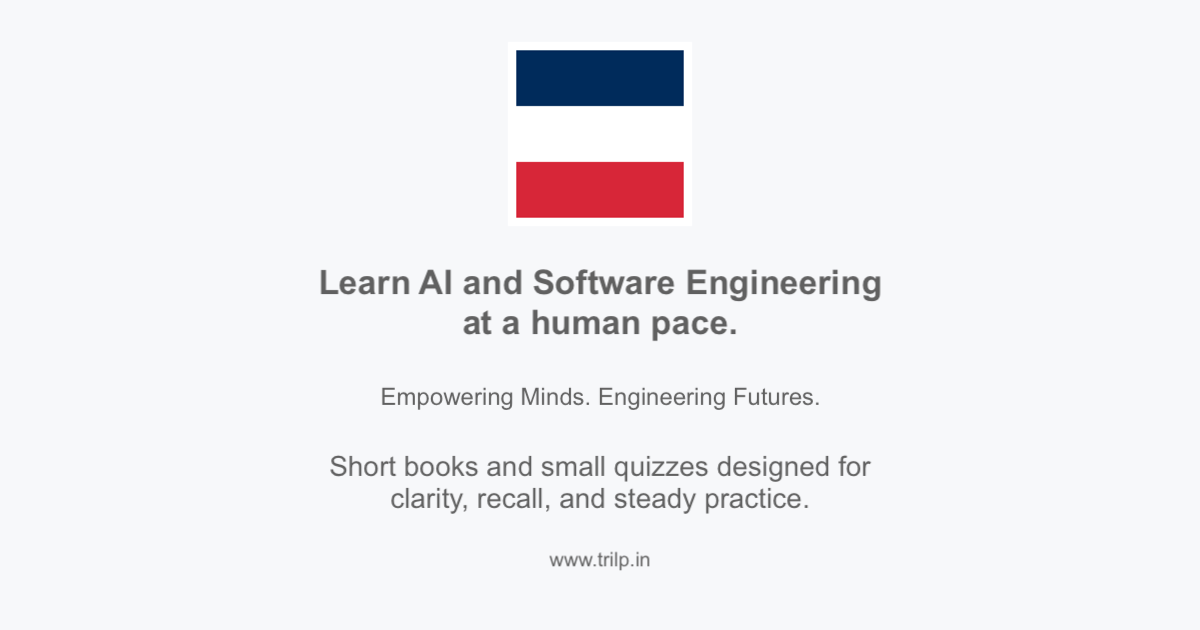 Learn AI and Software Engineering
at a human pace.
Empowering Minds. Engineering Futures.
Short books and small quizzes designed for
clarity, recall, and steady practice.
www.trilp.in